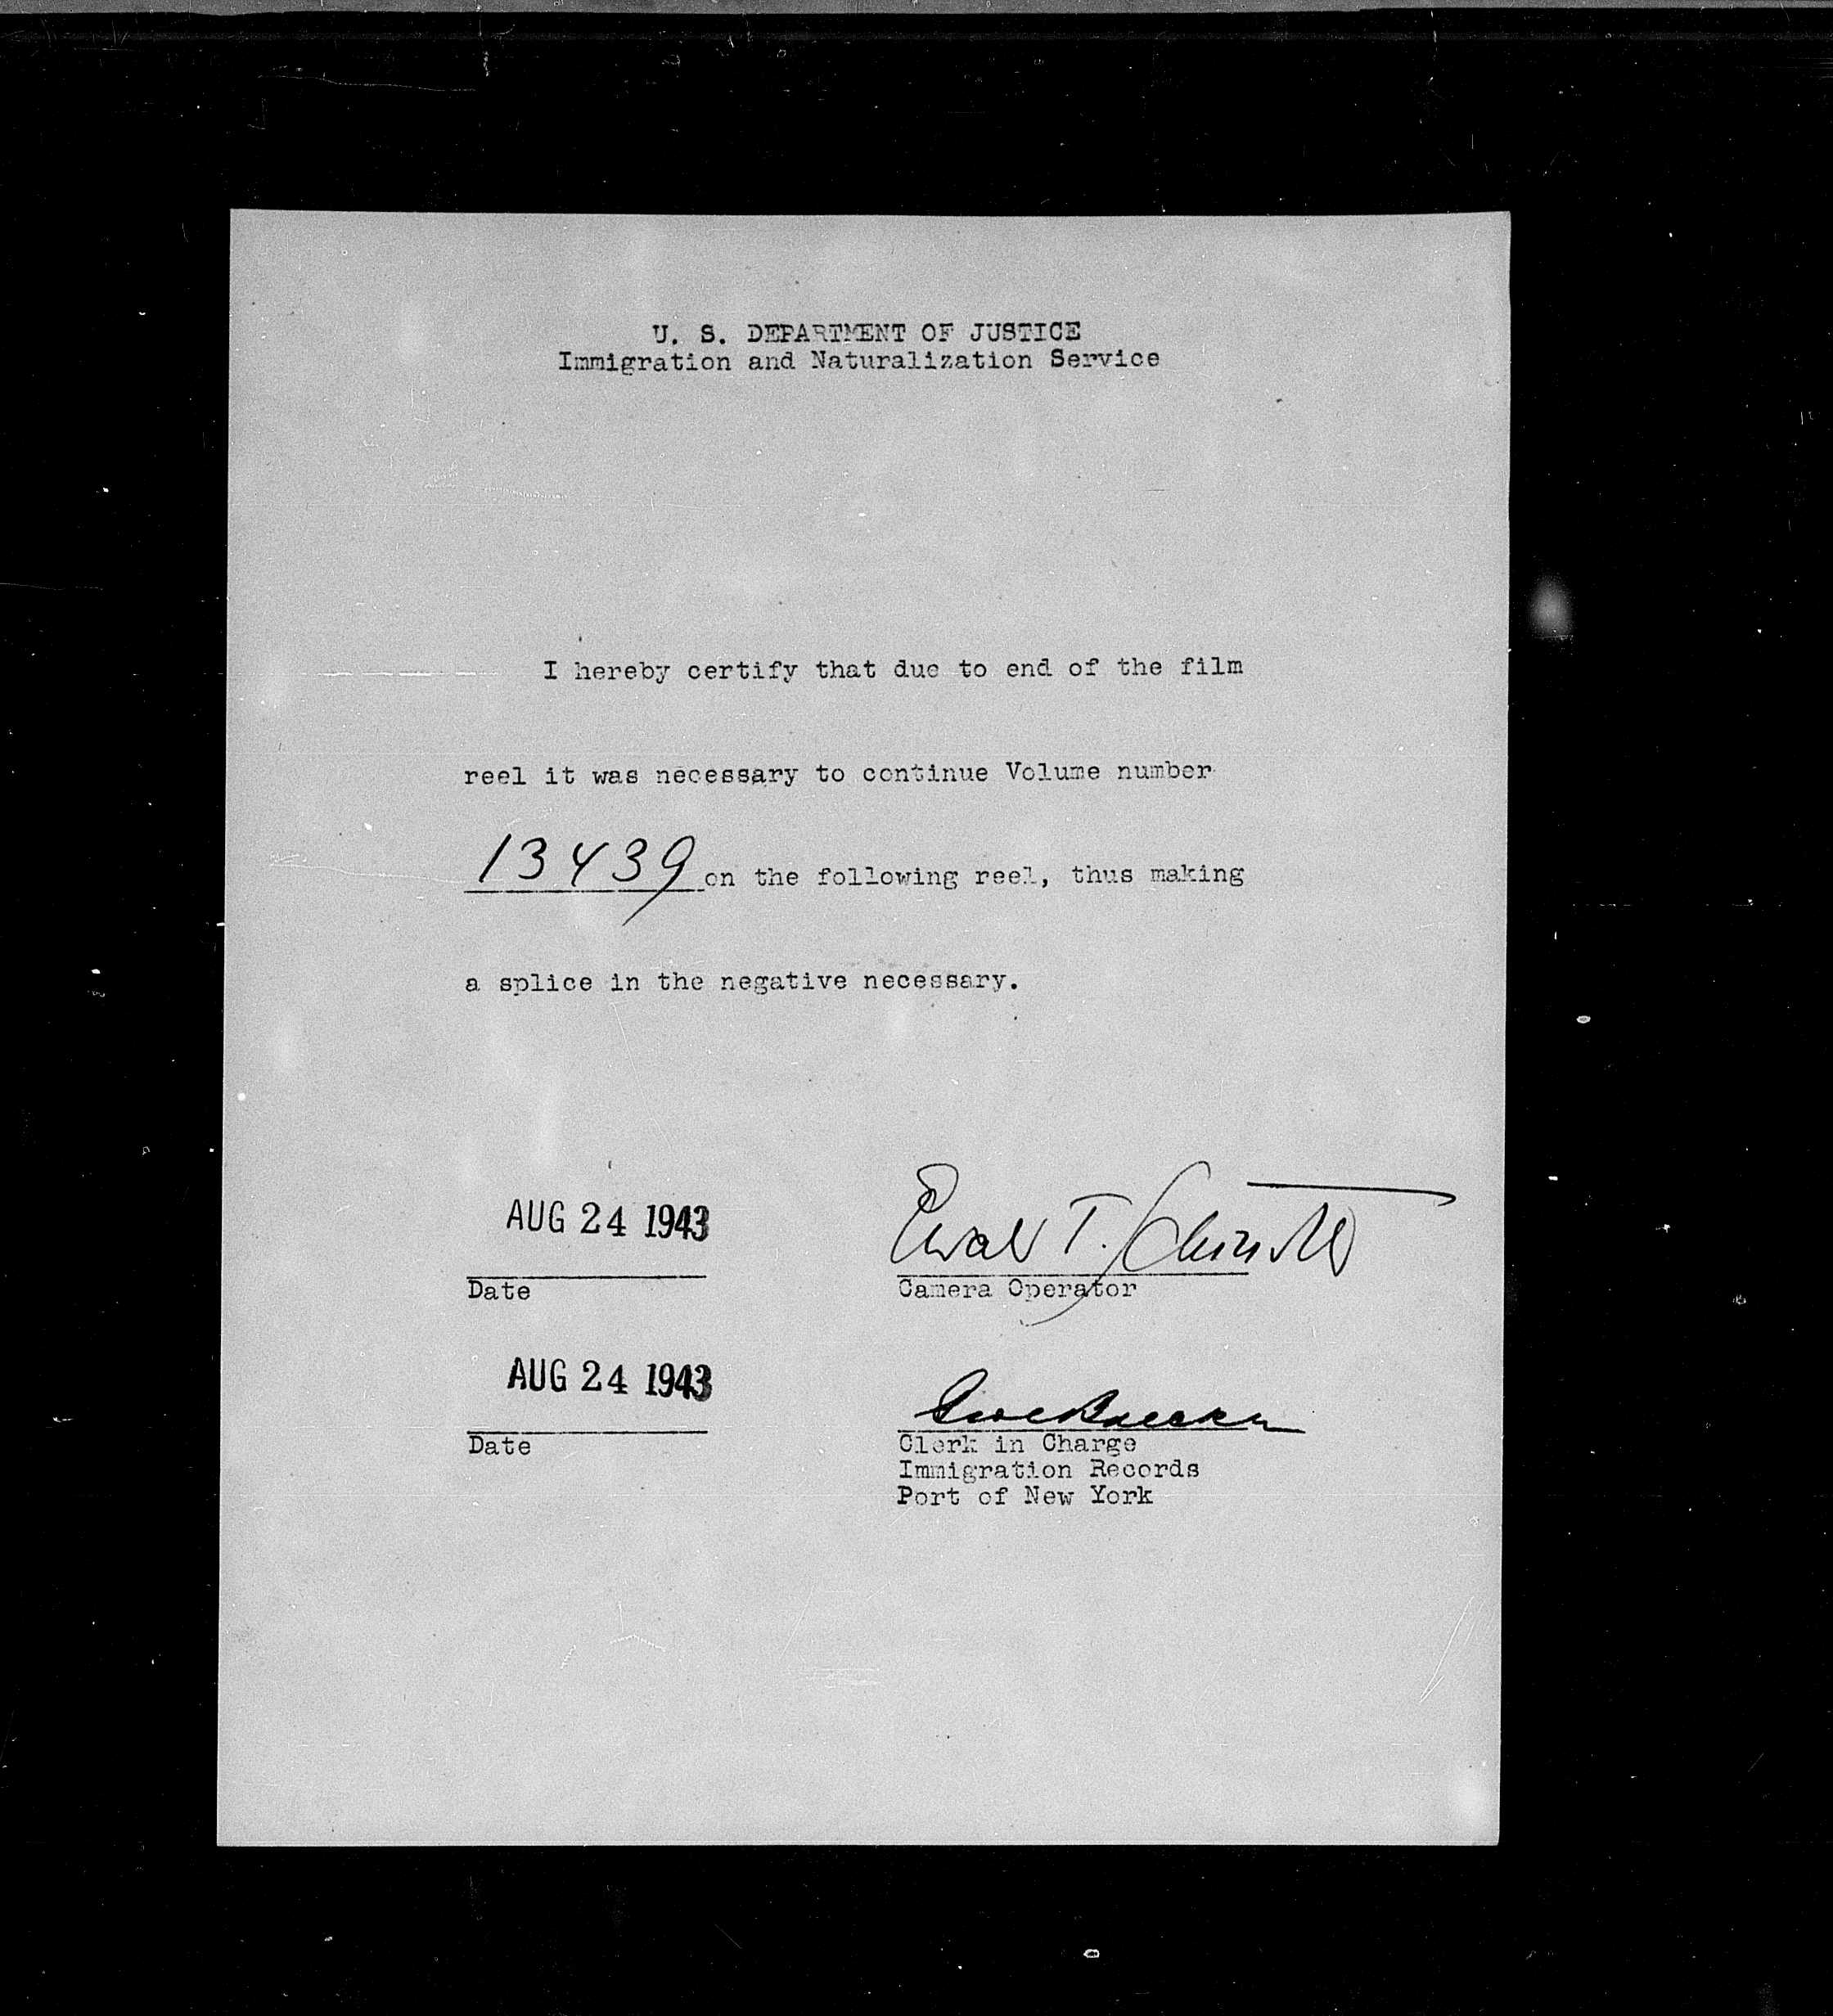 U. S. DEPARTMENT OF JUSTICE
Immigration and Naturalization Service
I hereby certify that due to end of the film
reel it was necessary to continue Volume number
13439 on the following reel, thus making
a splice in the negative necessary.
AUG 24 1943
Date
Ewald T.
Camera Operator
AUG 24 1943
Date
Clerk in Charge
Immigration Records
Port of New York